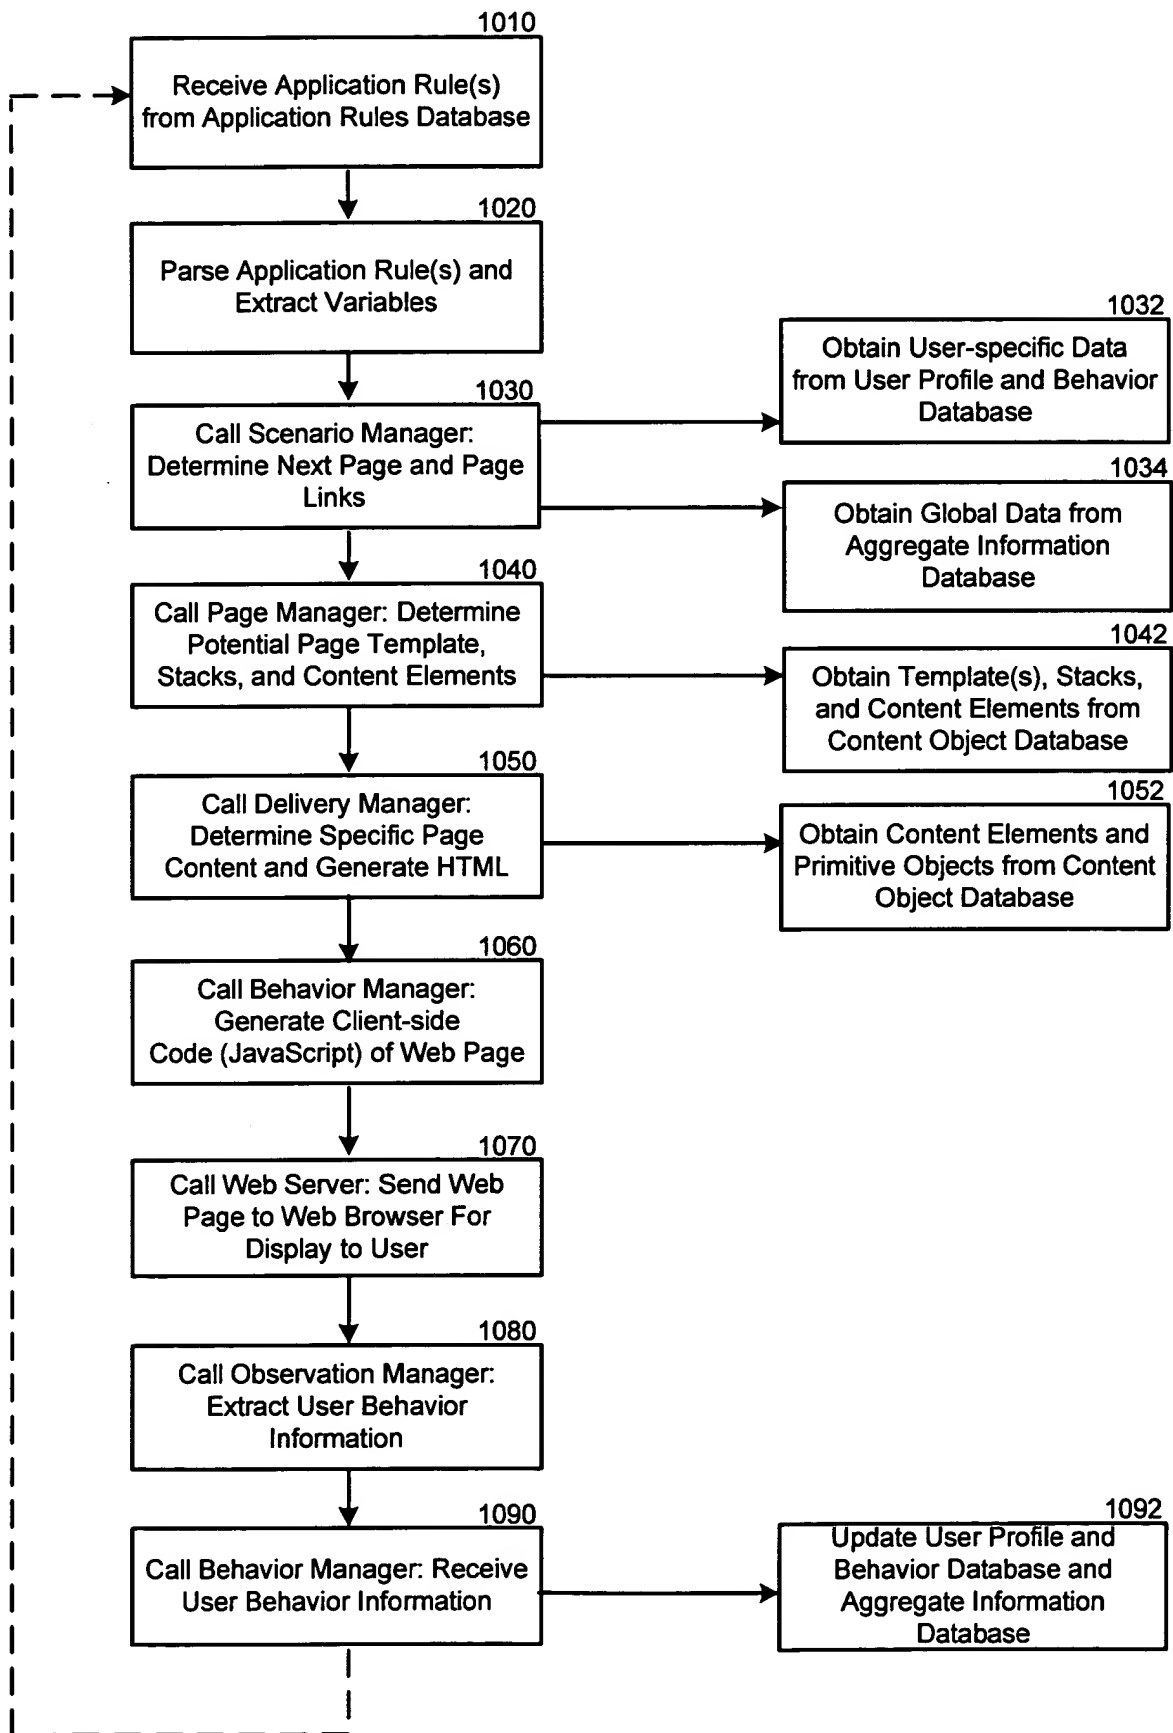 1010
Receive Application Rule(s)
from Application Rules Database
1020
Parse Application Rule(s) and
Extract Variables
1030
Call Scenario Manager:
Determine Next Page and Page
Links
1032
Obtain User-specific Data
from User Profile and Behavior
Database
1034
Obtain Global Data from
Aggregate Information
Database
1040
Call Page Manager: Determine
Potential Page Template,
Stacks, and Content Elements
1042
Obtain Template(s), Stacks,
and Content Elements from
Content Object Database
1050
Call Delivery Manager:
Determine Specific Page
Content and Generate HTML
1052
Obtain Content Elements and
Primitive Objects from Content
Object Database
1060
Call Behavior Manager:
Generate Client-side
Code (JavaScript) of Web Page
1070
Call Web Server: Send Web
Page to Web Browser For
Display to User
1080
Call Observation Manager:
Extract User Behavior
Information
1090
Call Behavior Manager: Receive
User Behavior Information
1092
Update User Profile and
Behavior Database and
Aggregate Information
Database